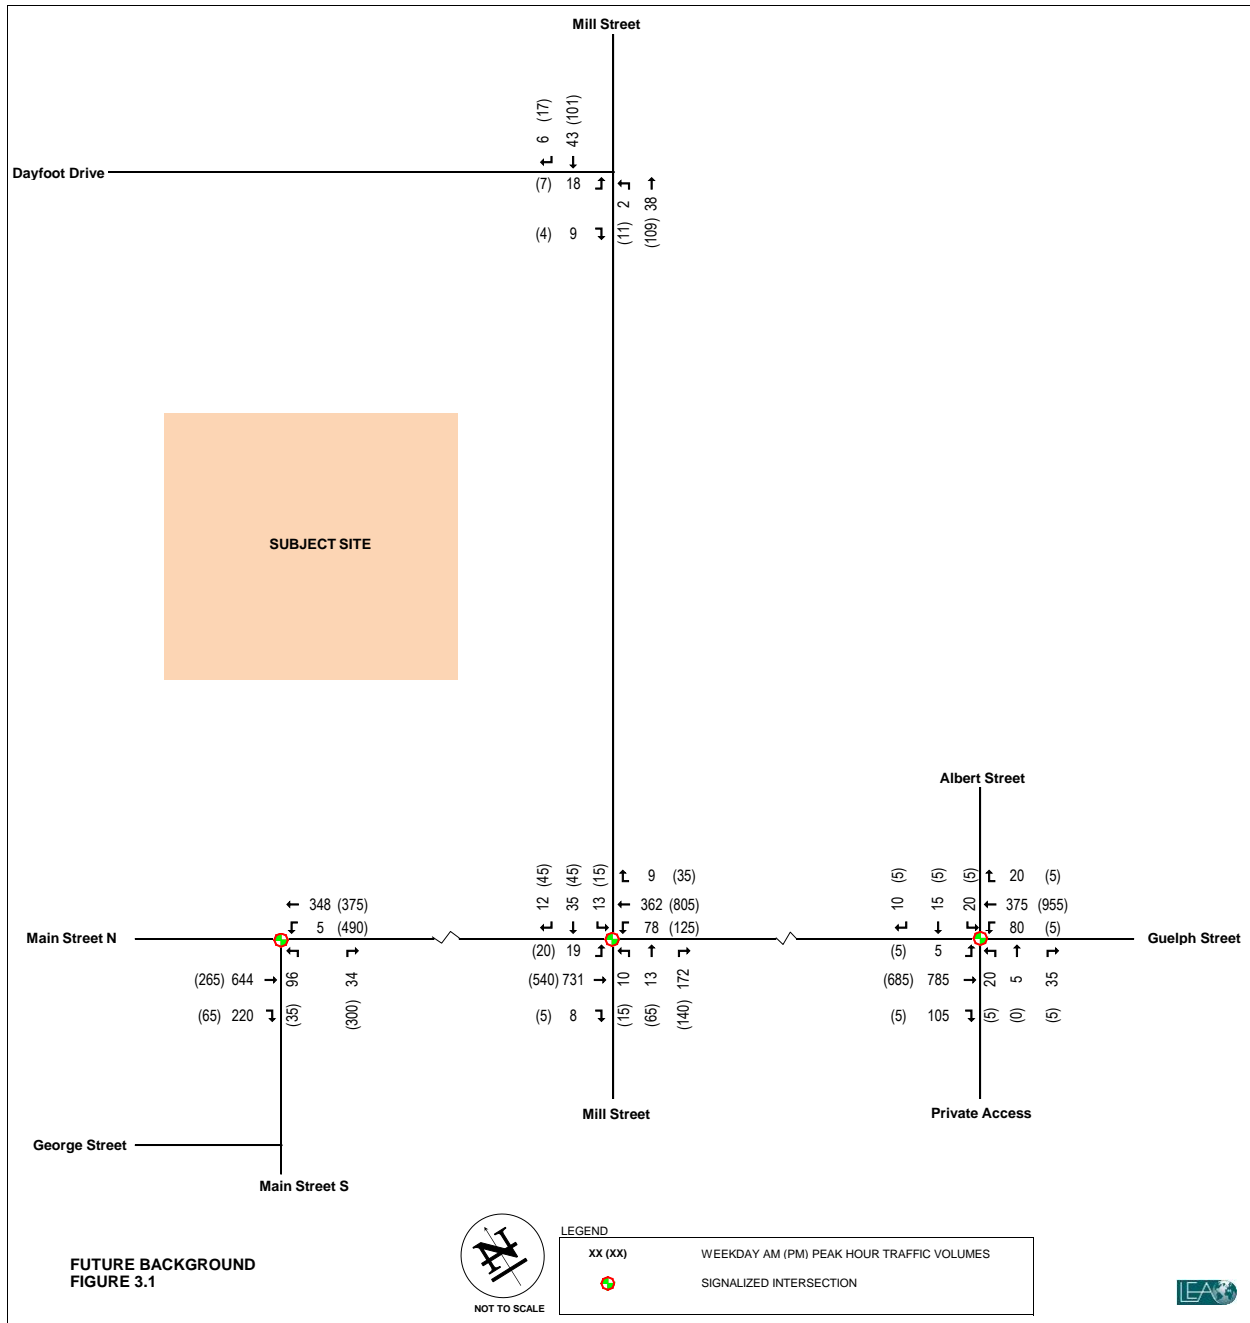 Mill Street
6 (17)
43 (101)
Dayfoot Drive
(7) 18
2 (11)
38 (109)
(4) 9
SUBJECT SITE
Albert Street
12 (45)
35 (45)
13 (15)
9 (35)
10 (5)
15 (5)
20 (5)
20 (5)
348 (375)
362 (805)
375 (955)
5 (490)
78 (125)
80 (5)
Main Street N
Guelph Street
(20) 19
(5) 5
(265) 644
96 (35)
34 (300)
(540) 731
10 (15)
13 (65)
172 (140)
(685) 785
20 (5)
5 (0)
35 (5)
(65) 220
(5) 8
(5) 105
Mill Street
Private Access
George Street
Main Street S
FUTURE BACKGROUND
FIGURE 3.1
N
NOT TO SCALE
LEGEND
XX (XX) WEEKDAY AM (PM) PEAK HOUR TRAFFIC VOLUMES
SIGNALIZED INTERSECTION
LEA